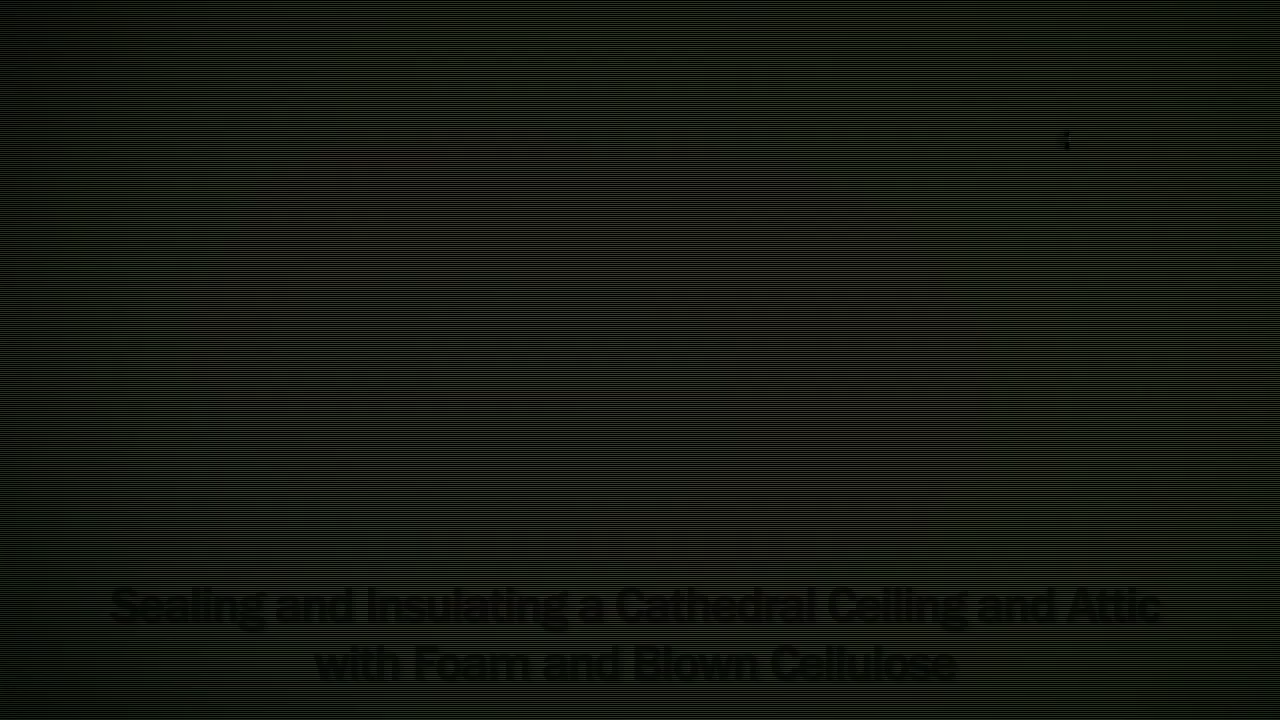 Sealing and Insulating a Cathedral Ceiling and Attic
with Foam and Blown Cellulose